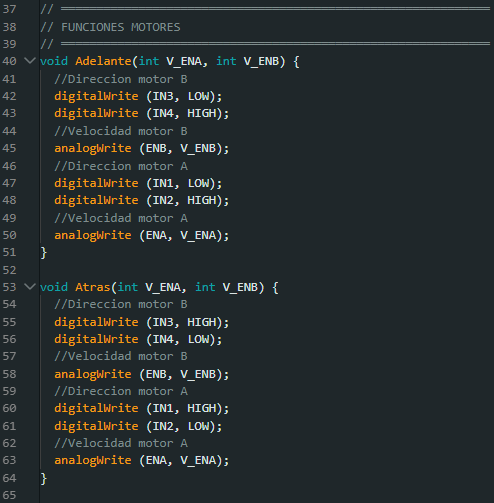 37 // ══════════════════════════════════════════════════════════════
38 // FUNCIONES MOTORES
39 // ══════════════════════════════════════════════════════════════
40 void Adelante(int V_ENA, int V_ENB) {
41 //Direccion motor B
42 digitalWrite (IN3, LOW);
43 digitalWrite (IN4, HIGH);
44 //Velocidad motor B
45 analogWrite (ENB, V_ENB);
46 //Direccion motor A
47 digitalWrite (IN1, LOW);
48 digitalWrite (IN2, HIGH);
49 //Velocidad motor A
50 analogWrite (ENA, V_ENA);
51 }
52
53 void Atras(int V_ENA, int V_ENB) {
54 //Direccion motor B
55 digitalWrite (IN3, HIGH);
56 digitalWrite (IN4, LOW);
57 //Velocidad motor B
58 analogWrite (ENB, V_ENB);
59 //Direccion motor A
60 digitalWrite (IN1, HIGH);
61 digitalWrite (IN2, LOW);
62 //Velocidad motor A
63 analogWrite (ENA, V_ENA);
64 }
65